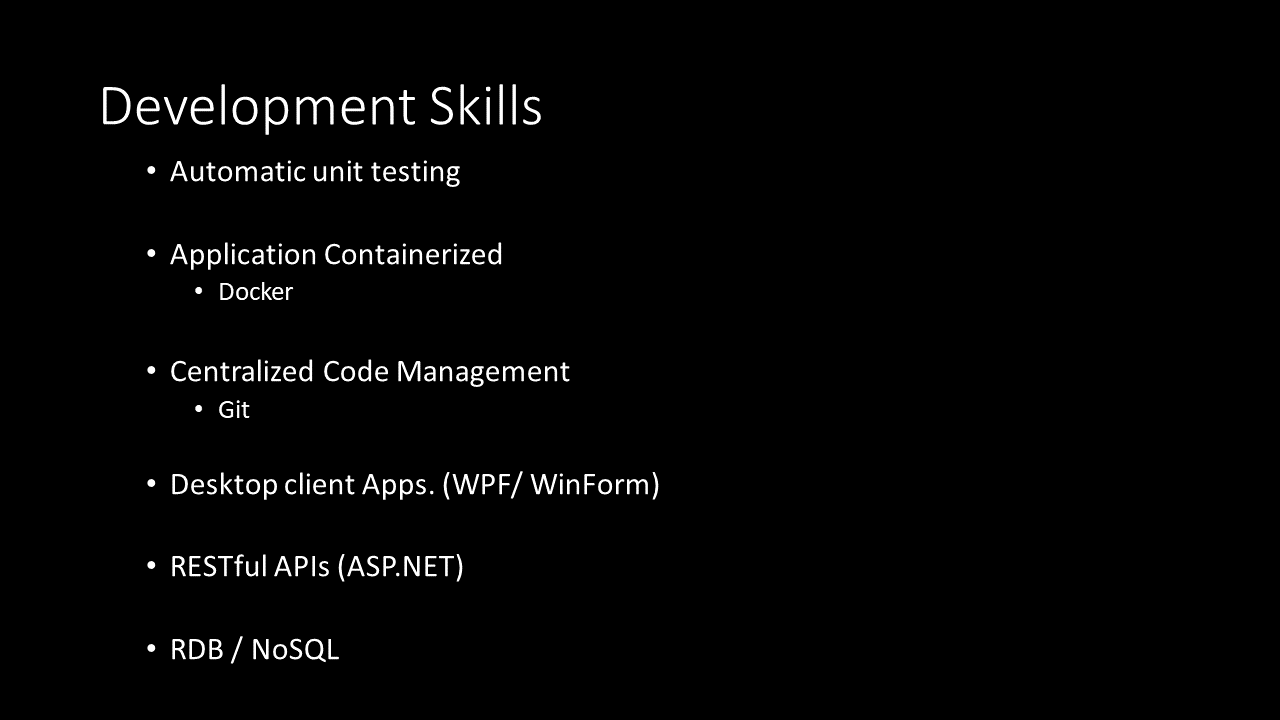 Development Skills
• Automatic unit testing
• Application Containerized
• Docker
• Centralized Code Management
• Git
• Desktop client Apps. (WPF/ WinForm)
• RESTful APIs (ASP.NET)
• RDB / NoSQL